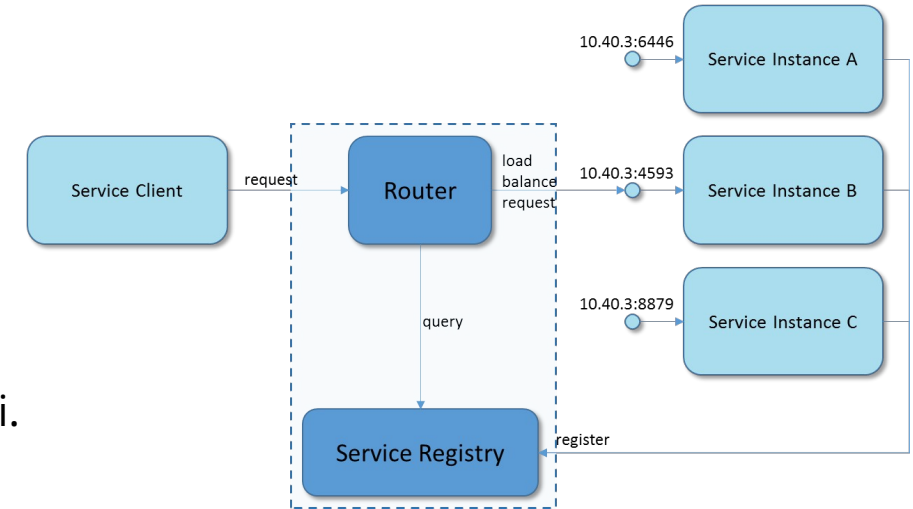 10.40.3:6446
Service Instance A
Service Client
request
Router
load
balance
request
10.40.3:4593
Service Instance B
10.40.3:8879
Service Instance C
query
i.
Service Registry
register